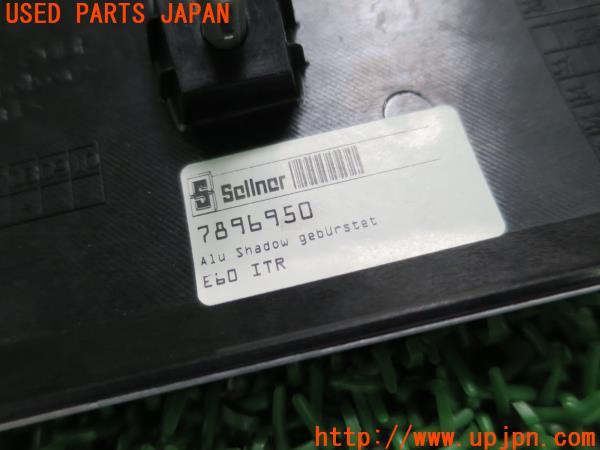 USED PARTS JAPAN
S Sellner
7896950
Alu Shadow gebürstet
E60 ITR
http://www.upjpn.com/